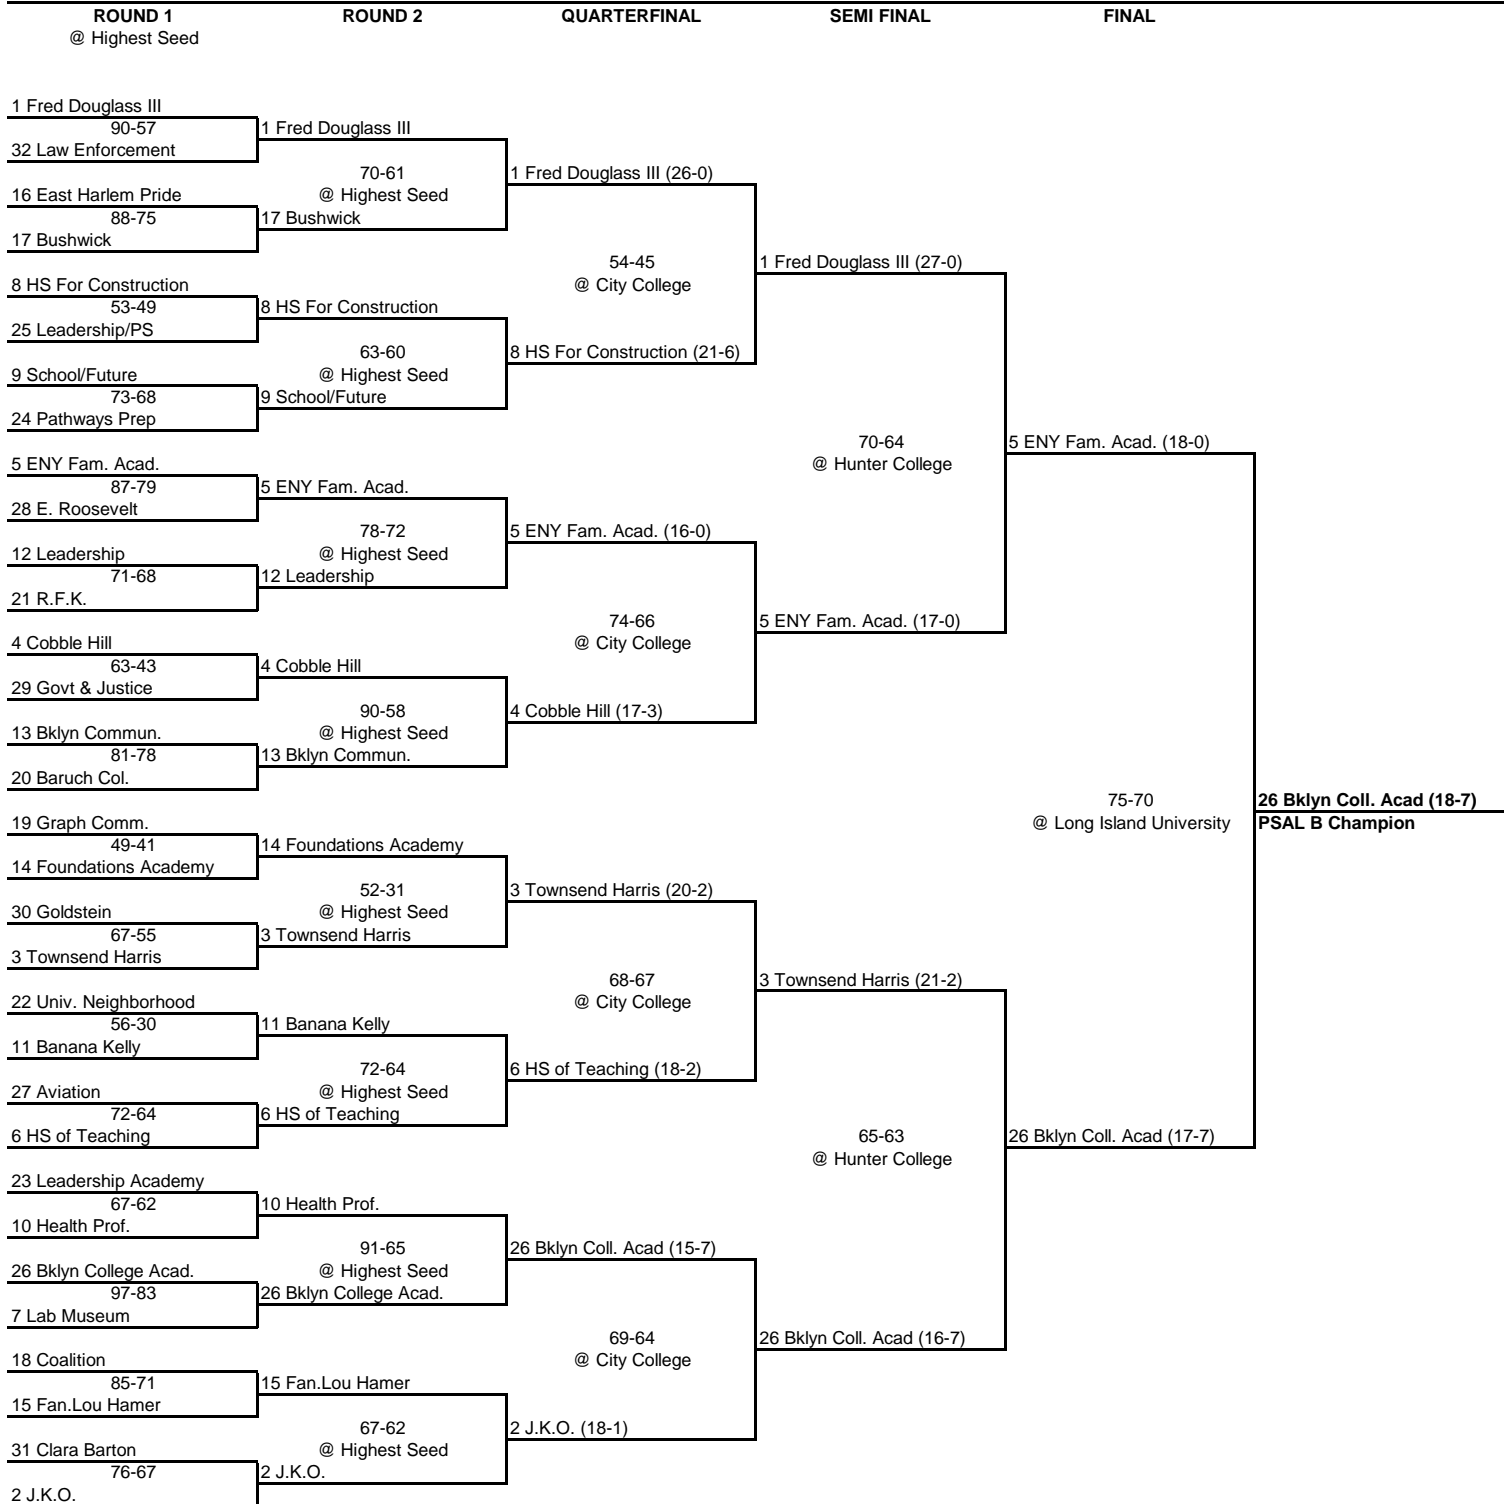 ROUND 1
@ Highest Seed
ROUND 2
QUARTERFINAL
SEMI FINAL
FINAL
1 Fred Douglass III
90-57
32 Law Enforcement
16 East Harlem Pride
88-75
17 Bushwick
8 HS For Construction
53-49
25 Leadership/PS
9 School/Future
73-68
24 Pathways Prep
5 ENY Fam. Acad.
87-79
28 E. Roosevelt
12 Leadership
71-68
21 R.F.K.
4 Cobble Hill
63-43
29 Govt & Justice
13 Bklyn Commun.
81-78
20 Baruch Col.
19 Graph Comm.
49-41
14 Foundations Academy
30 Goldstein
67-55
3 Townsend Harris
22 Univ. Neighborhood
56-30
11 Banana Kelly
27 Aviation
72-64
6 HS of Teaching
23 Leadership Academy
67-62
10 Health Prof.
26 Bklyn College Acad.
97-83
7 Lab Museum
18 Coalition
85-71
15 Fan.Lou Hamer
31 Clara Barton
76-67
2 J.K.O.
1 Fred Douglass III
70-61
@ Highest Seed
17 Bushwick
8 HS For Construction
63-60
@ Highest Seed
9 School/Future
5 ENY Fam. Acad.
78-72
@ Highest Seed
12 Leadership
4 Cobble Hill
90-58
@ Highest Seed
13 Bklyn Commun.
14 Foundations Academy
52-31
@ Highest Seed
3 Townsend Harris
11 Banana Kelly
72-64
@ Highest Seed
6 HS of Teaching
10 Health Prof.
91-65
@ Highest Seed
26 Bklyn College Acad.
15 Fan.Lou Hamer
67-62
@ Highest Seed
2 J.K.O.
1 Fred Douglass III (26-0)
54-45
@ City College
8 HS For Construction (21-6)
5 ENY Fam. Acad. (16-0)
74-66
@ City College
4 Cobble Hill (17-3)
3 Townsend Harris (20-2)
68-67
@ City College
6 HS of Teaching (18-2)
26 Bklyn Coll. Acad (15-7)
69-64
@ City College
2 J.K.O. (18-1)
1 Fred Douglass III (27-0)
70-64
@ Hunter College
5 ENY Fam. Acad. (17-0)
3 Townsend Harris (21-2)
65-63
@ Hunter College
26 Bklyn Coll. Acad (16-7)
5 ENY Fam. Acad. (18-0)
75-70
@ Long Island University
26 Bklyn Coll. Acad (17-7)
26 Bklyn Coll. Acad (18-7)
PSAL B Champion